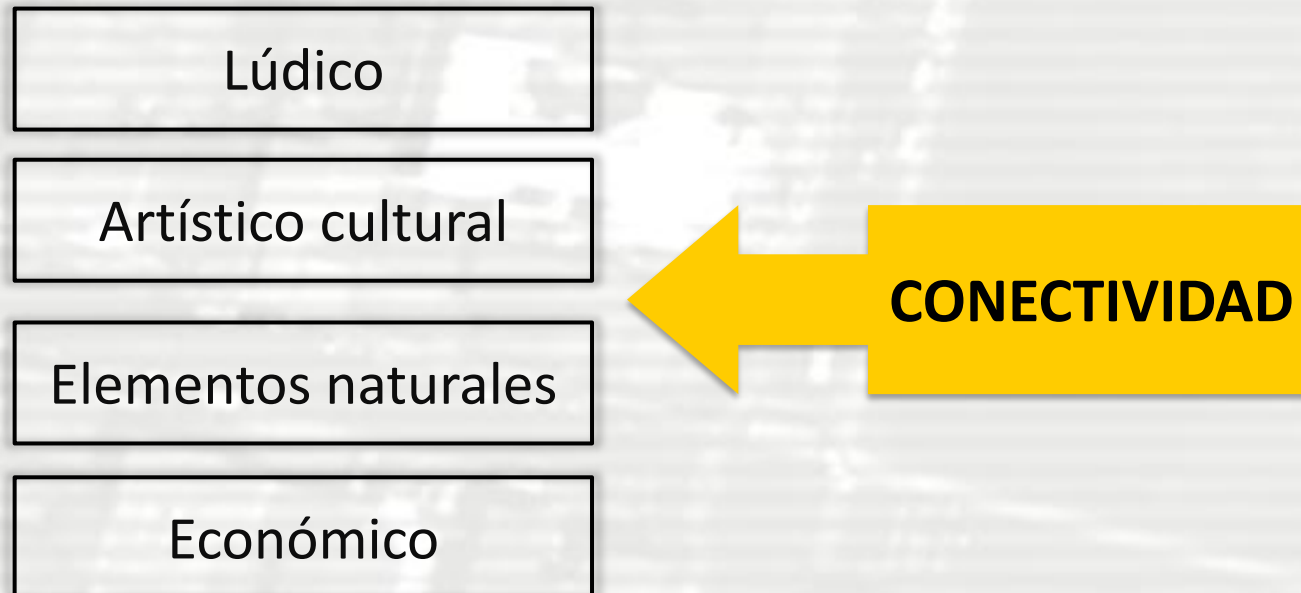 Lúdico
Artístico cultural
Elementos naturales
Económico
CONECTIVIDAD